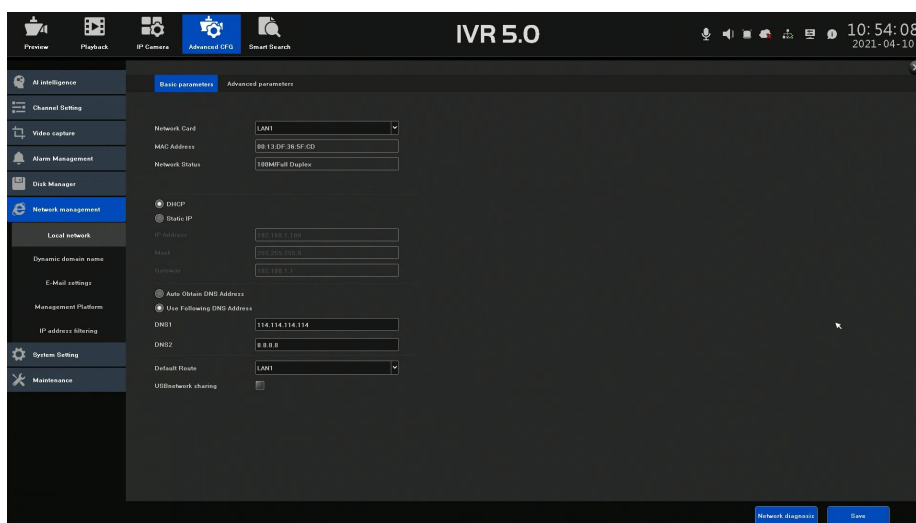 IVR 5.0
10:54:08
2021-04-10
Preview
Playback
IP Camera
Advanced CFG
Smart Search
AI intelligence
Channel Setting
Video capture
Alarm Management
Disk Manager
Network management
Local network
Dynamic domain name
E-Mail settings
Management Platform
IP address filtering
System Setting
Maintenance
Basic parameters Advanced parameters
Network Card LAN1
MAC Address 00:13:DF:36:5F:CD
Network Status 100M/Full Duplex
DHCP
Static IP
IP Address
Mask
Gateway 192.168.1.1
Auto Obtain DNS Address
Use Following DNS Address
DNS1 114.114.114.114
DNS2 8.8.8.8
Default Route LAN1
USBnetwork sharing
Network diagnosis Save